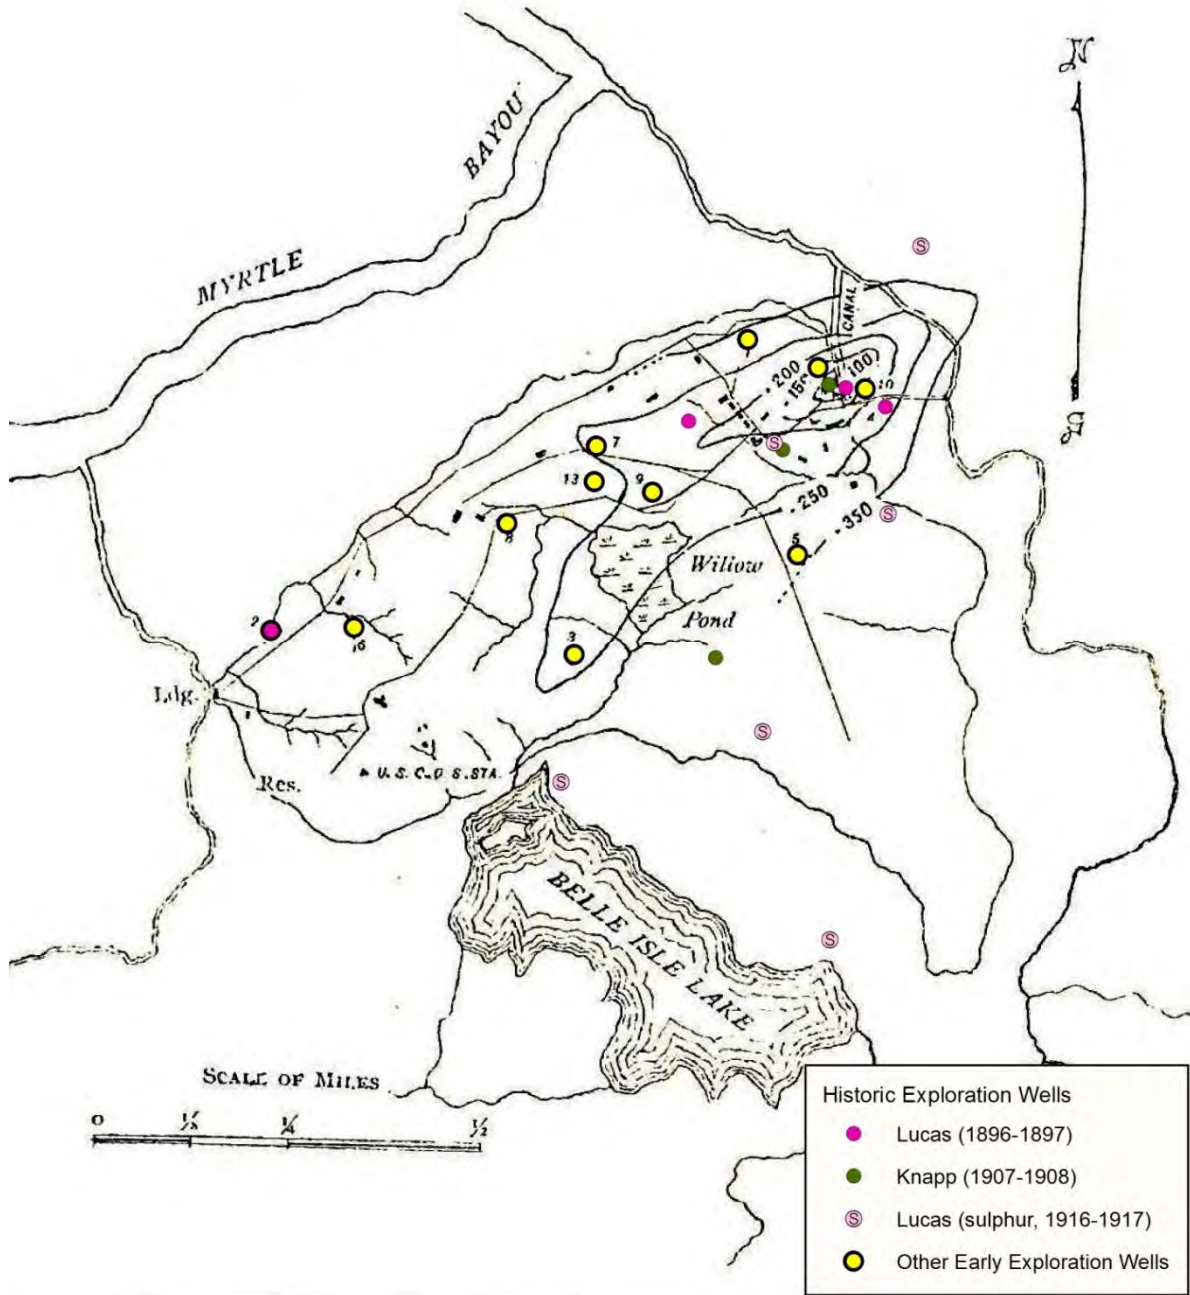 N
BAYOU
MYRTLE
CANAL
200
100
150
10
4
7
13
9
250
350
8
5
Willow
Pond
2
6
3
Ldg.
U.S.C. & G.S. STA.
Res.
BELLE ISLE LAKE
SCALE OF MILES
0
1/8
1/4
1/2
S
S
S
S
S
S
Historic Exploration Wells
Lucas (1896-1897)
Knapp (1907-1908)
S Lucas (sulphur, 1916-1917)
Other Early Exploration Wells